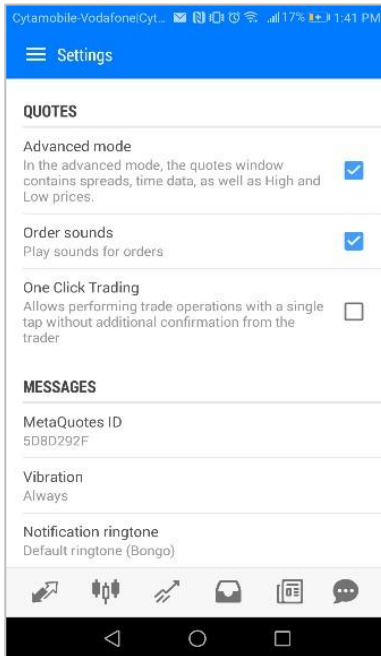 Cytamobile-Vodafone|Cyt... 17% 1:41 PM
Settings
QUOTES
Advanced mode
In the advanced mode, the quotes window
contains spreads, time data, as well as High and
Low prices.
Order sounds
Play sounds for orders
One Click Trading
Allows performing trade operations with a single
tap without additional confirmation from the
trader
MESSAGES
MetaQuotes ID
5D8D292F
Vibration
Always
Notification ringtone
Default ringtone (Bongo)